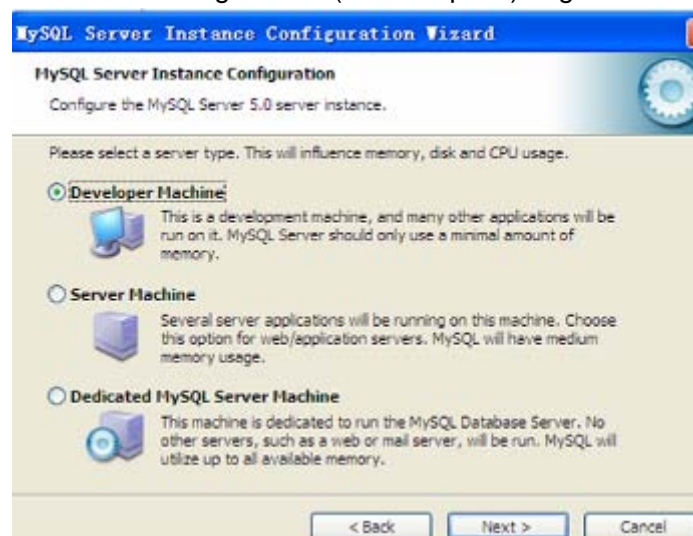 MySQL Server Instance Configuration Wizard
MySQL Server Instance Configuration
Configure the MySQL Server 5.0 server instance.
Please select a server type. This will influence memory, disk and CPU usage.
Developer Machine
This is a development machine, and many other applications will be
run on it. MySQL Server should only use a minimal amount of
memory.
Server Machine
Several server applications will be running on this machine. Choose
this option for web/application servers. MySQL will have medium
memory usage.
Dedicated MySQL Server Machine
This machine is dedicated to run the MySQL Database Server. No
other servers, such as a web or mail server, will be run. MySQL will
utilize up to all available memory.
< Back Next > Cancel